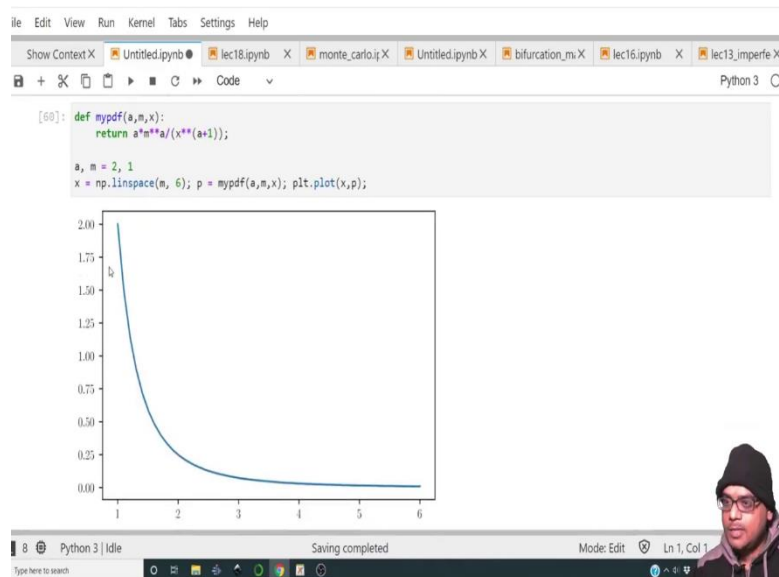 ile Edit View Run Kernel Tabs Settings Help
Show Context X Untitled.ipynb lec18.ipynb X monte_carlo.ip X Untitled.ipynb X bifurcation_m X lec16.ipynb X lec13_imperfe X
Code Python 3
[60]: def mypdf(a,m,x):
return a*m**a/(x**(a+1));
a, m = 2, 1
x = np.linspace(m, 6); p = mypdf(a,m,x); plt.plot(x,p);
2.00
1.75
1.50
1.25
1.00
0.75
0.50
0.25
0.00
1 2 3 4 5 6
8 Python 3 | Idle Saving completed Mode: Edit Ln 1, Col 1
Type here to search